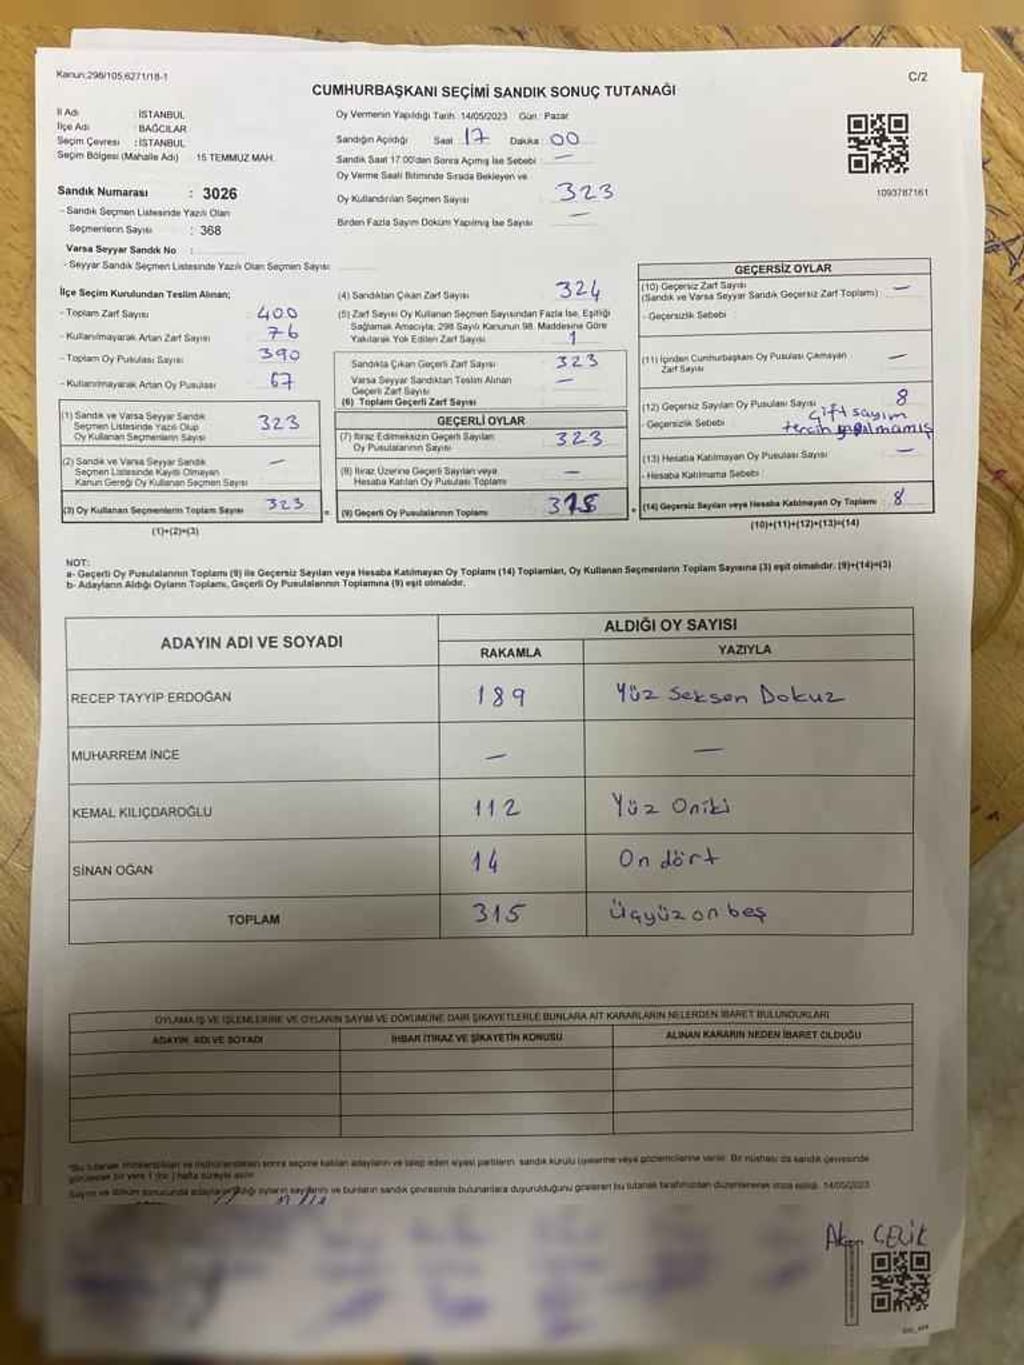 Kanun;298/105,6271/18-1
C/2
CUMHURBAŞKANI SEÇİMİ SANDIK SONUÇ TUTANAĞI
İl Adı : İSTANBUL
İlçe Adı : BAĞCILAR
Seçim Çevresi : İSTANBUL
Seçim Bölgesi (Mahalle Adı) 15 TEMMUZ MAH.
Sandık Numarası : 3026
- Sandık Seçmen Listesinde Yazılı Olan
Seçmenlerin Sayısı : 368
Varsa Seyyar Sandık No :
- Seyyar Sandık Seçmen Listesinde Yazılı Olan Seçmen Sayısı
Oy Vermenin Yapıldığı Tarih: 14/05/2023 Gün: Pazar
Sandığın Açıldığı Saat : 17 Dakika : 00
Sandık Saat 17:00'dan Sonra Açmış İse Sebebi : —
Oy Verme Saati Bitiminde Sırada Bekleyen ve
Oy Kullandırılan Seçmen Sayısı 323
Birden Fazla Sayım Döküm Yapılmış İse Sayısı —
1093787161
İlçe Seçim Kurulundan Teslim Alınan;
- Toplam Zarf Sayısı 400
- Kullanılmayarak Artan Zarf Sayısı 76
- Toplam Oy Pusulası Sayısı 390
- Kullanılmayarak Artan Oy Pusulası 67
(1) Sandık ve Varsa Seyyar Sandık
Seçmen Listesinde Yazılı Olup
Oy Kullanan Seçmenlerin Sayısı 323
(2) Sandık ve Varsa Seyyar Sandık
Seçmen Listesinde Kayıtlı Olmayan
Kanun Gereği Oy Kullanan Seçmen Sayısı —
(3) Oy Kullanan Seçmenlerin Toplam Sayısı 323
(1)+(2)=(3)
(4) Sandıktan Çıkan Zarf Sayısı 324
(5) Zarf Sayısı Oy Kullanan Seçmen Sayısından Fazla İse, Eşitliği
Sağlamak Amacıyla; 298 Sayılı Kanunun 98. Maddesine Göre
Yakılarak Yok Edilen Zarf Sayısı 1
Sandıkta Çıkan Geçerli Zarf Sayısı 323
Varsa Seyyar Sandıktan Teslim Alınan
Geçerli Zarf Sayısı —
(6) Toplam Geçerli Zarf Sayısı
GEÇERLİ OYLAR
(7) İtiraz Edilmeksizin Geçerli Sayılan
Oy Pusulalarının Sayısı 323
(8) İtiraz Üzerine Geçerli Sayılan veya
Hesaba Katılan Oy Pusulası Toplamı —
(9) Geçerli Oy Pusulalarının Toplamı 315
GEÇERSİZ OYLAR
(10) Geçersiz Zarf Sayısı
(Sandık ve Varsa Seyyar Sandık Geçersiz Zarf Toplamı) : —
- Geçersizlik Sebebi :
(11) İçinden Cumhurbaşkanı Oy Pusulası Çıkmayan
Zarf Sayısı —
(12) Geçersiz Sayılan Oy Pusulası Sayısı 8
- Geçersizlik Sebebi : Çift sayım
tercih yapılmamış
(13) Hesaba Katılmayan Oy Pusulası Sayısı : —
- Hesaba Katılmama Sebebi :
(14) Geçersiz Sayılan veya Hesaba Katılmayan Oy Toplamı : 8
(10)+(11)+(12)+(13)=(14)
NOT:
a- Geçerli Oy Pusulalarının Toplamı (9) ile Geçersiz Sayılan veya Hesaba Katılmayan Oy Toplamı (14) Toplamları, Oy Kullanan Seçmenlerin Toplam Sayısına (3) eşit olmalıdır. (9)+(14)=(3)
b- Adayların Aldığı Oyların Toplamı, Geçerli Oy Pusulalarının Toplamına (9) eşit olmalıdır.
ADAYIN ADI VE SOYADI
ALDIĞI OY SAYISI
RAKAMLA YAZIYLA
RECEP TAYYİP ERDOĞAN 189 Yüz Seksen Dokuz
MUHARREM İNCE — —
KEMAL KILIÇDAROĞLU 112 Yüz Oniki
SİNAN OĞAN 14 On dört
TOPLAM 315 Üçyüz on beş
OYLAMA İŞ VE İŞLEMLERİNE VE OYLARIN SAYIM VE DÖKÜMÜNE DAİR ŞİKAYETLERLE BUNLARA AİT KARARLARIN NELERDEN İBARET BULUNDUKLARI
ADAYIN ADI VE SOYADI İHBAR İTİRAZ VE ŞİKAYETİN KONUSU ALINAN KARARIN NEDEN İBARET OLDUĞU
14/05/2023
ÇELİK